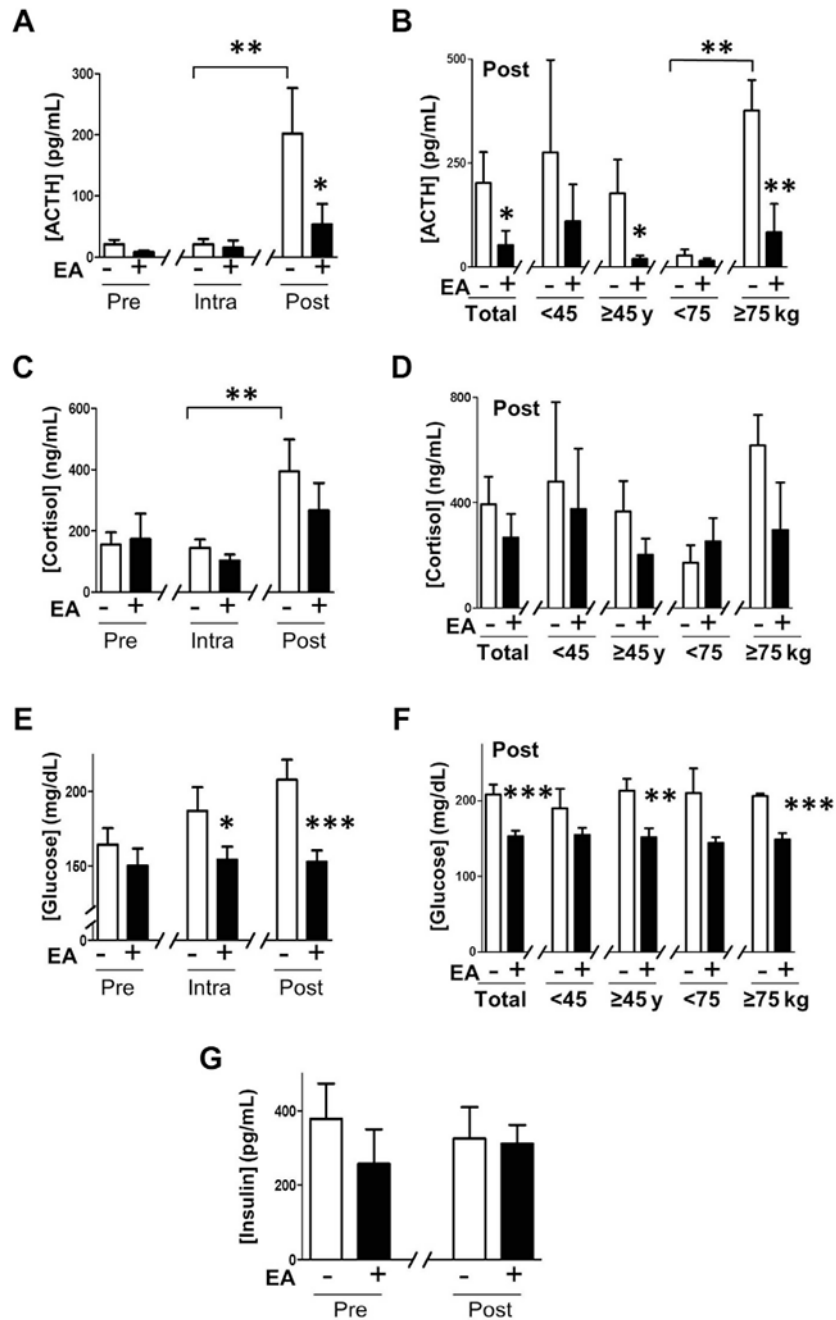 A
B
**
**
300
200
100
0
[ACTH] (pg/mL)
*
EA - + - + - +
Pre Intra Post
Post
500
250
0
[ACTH] (pg/mL)
*
*
**
EA - + - + - + - + - +
Total <45 ≥45 y <75 ≥75 kg
C
D
**
600
400
200
0
[Cortisol] (ng/mL)
EA - + - + - +
Pre Intra Post
Post
800
400
0
[Cortisol] (ng/mL)
EA - + - + - + - + - +
Total <45 ≥45 y <75 ≥75 kg
E
F
200
150
0
[Glucose] (mg/dL)
*
***
EA - + - + - +
Pre Intra Post
Post
200
150
0
[Glucose] (mg/dL)
***
**
***
EA - + - + - + - + - +
Total <45 ≥45 y <75 ≥75 kg
G
400
200
0
[Insulin] (pg/mL)
EA - + - +
Pre Post